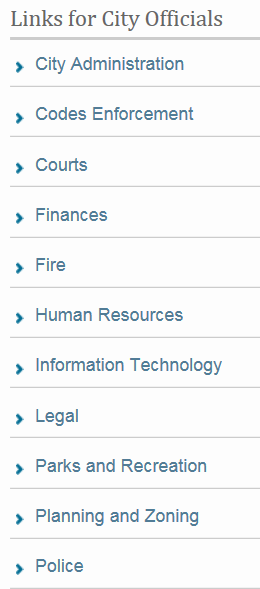 Links for City Officials
City Administration
Codes Enforcement
Courts
Finances
Fire
Human Resources
Information Technology
Legal
Parks and Recreation
Planning and Zoning
Police